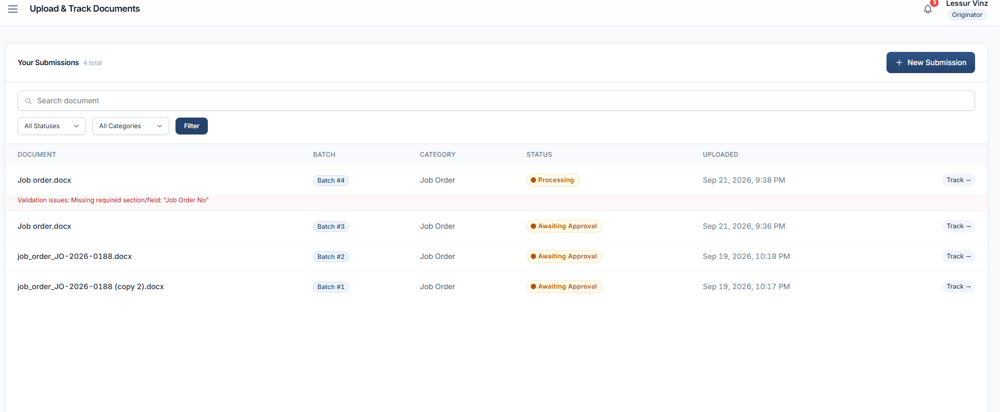 Upload & Track Documents
3
Lessur Vinz
Originator
Your Submissions 4 total
+ New Submission
Search document
All Statuses All Categories Filter
DOCUMENT BATCH CATEGORY STATUS UPLOADED
Job order.docx Batch #4 Job Order Processing Sep 21, 2026, 9:38 PM Track →
Validation issues: Missing required section/field: "Job Order No"
Job order.docx Batch #3 Job Order Awaiting Approval Sep 21, 2026, 9:36 PM Track →
job_order_JO-2026-0188.docx Batch #2 Job Order Awaiting Approval Sep 19, 2026, 10:18 PM Track →
job_order_JO-2026-0188 (copy 2).docx Batch #1 Job Order Awaiting Approval Sep 19, 2026, 10:17 PM Track →